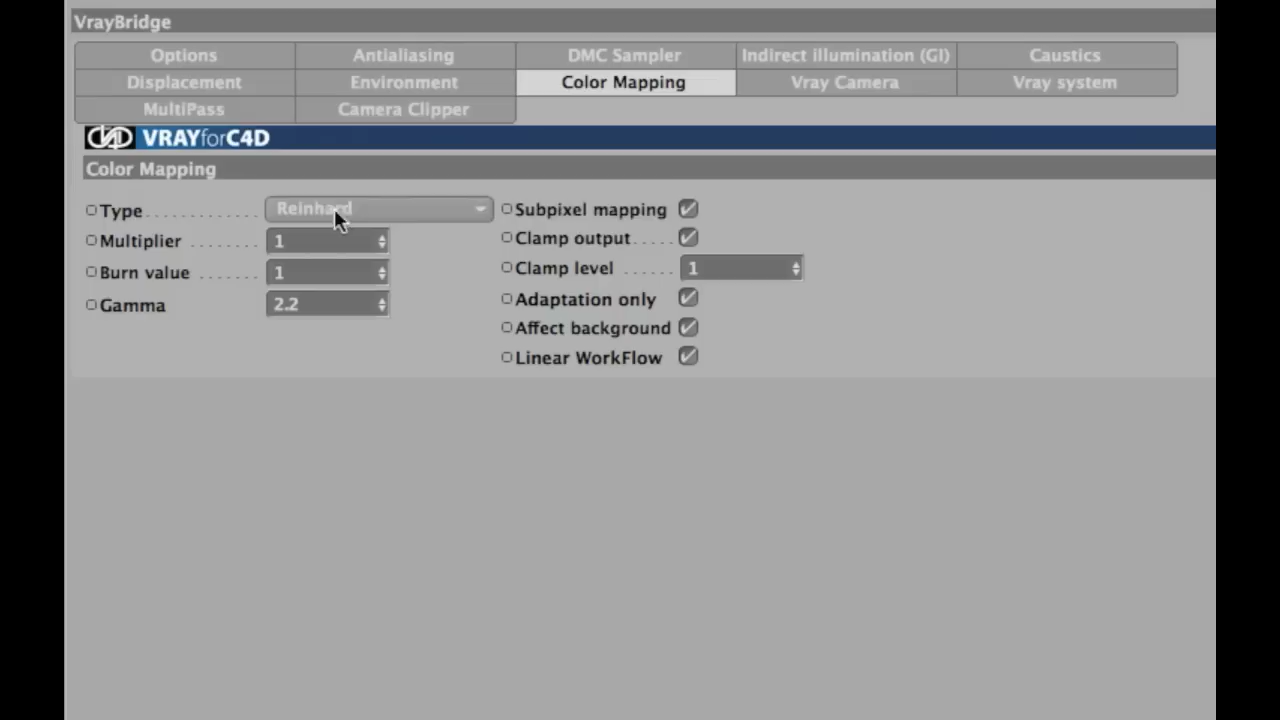 VrayBridge
Options Antialiasing DMC Sampler Indirect illumination (GI) Caustics
Displacement Environment Color Mapping Vray Camera Vray system
MultiPass Camera Clipper
VRAYforC4D
Color Mapping
Type Reinhard Subpixel mapping
Multiplier 1 Clamp output
Burn value 1 Clamp level 1
Gamma 2.2 Adaptation only
Affect background
Linear WorkFlow